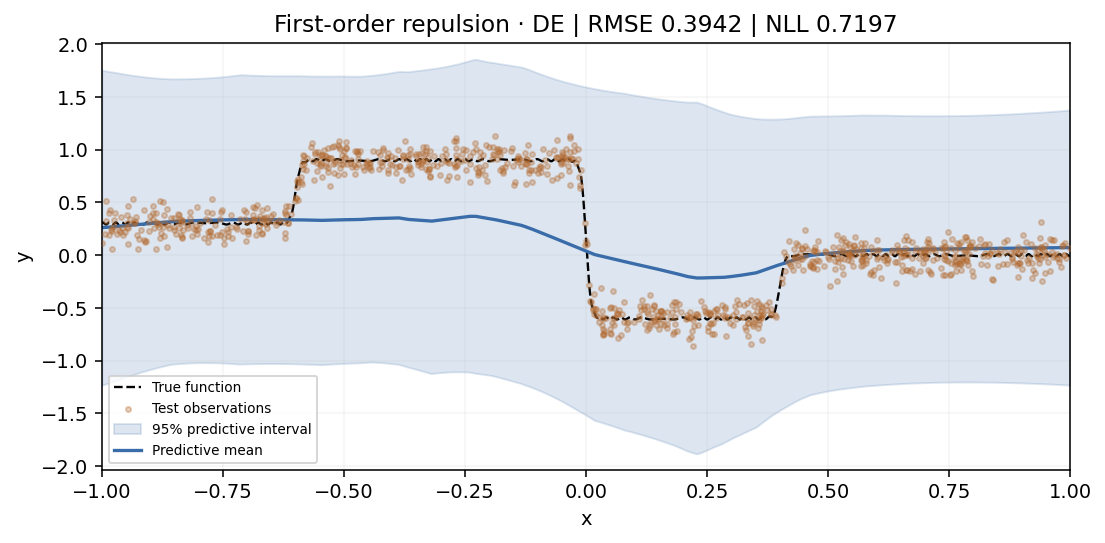 First-order repulsion · DE | RMSE 0.3942 | NLL 0.7197
2.0
1.5
1.0
0.5
0.0
−0.5
−1.0
−1.5
−2.0
y
True function
Test observations
95% predictive interval
Predictive mean
−1.00 −0.75 −0.50 −0.25 0.00 0.25 0.50 0.75 1.00
x